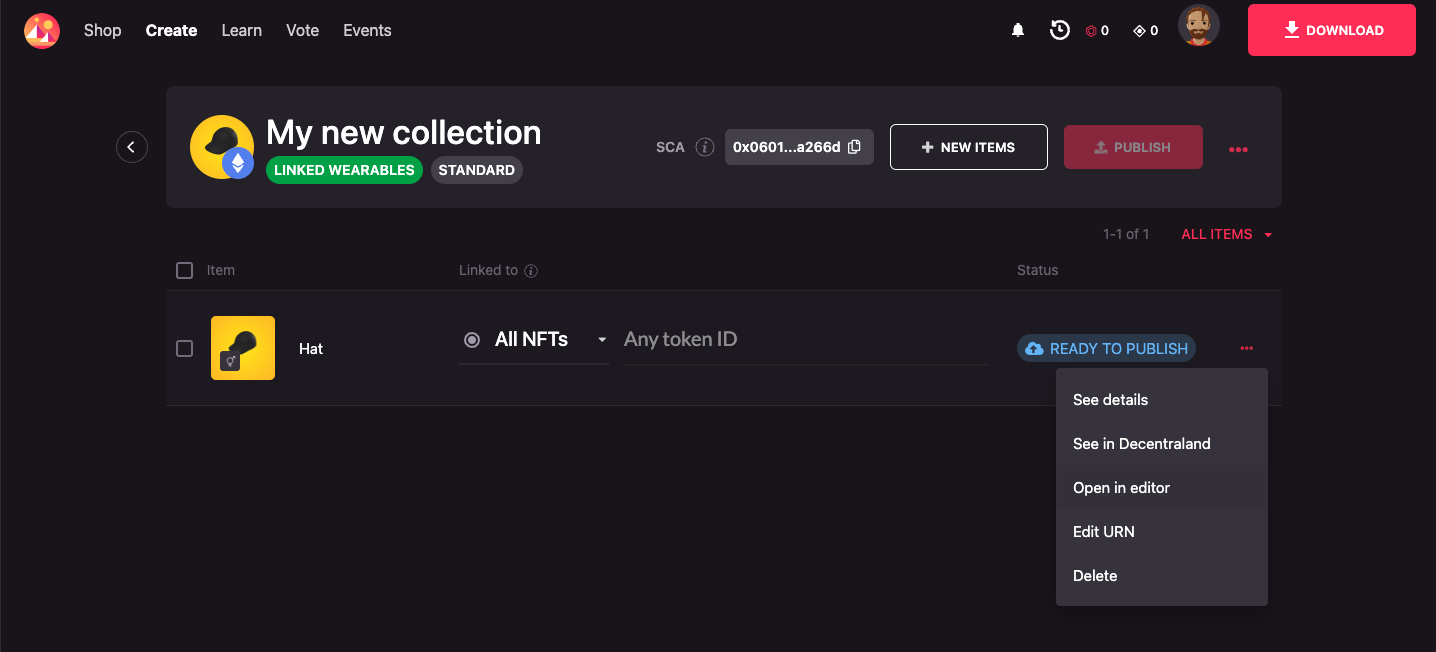 Shop Create Learn Vote Events 0 0 DOWNLOAD
My new collection
LINKED WEARABLES STANDARD
SCA i 0x0601...a266d NEW ITEMS PUBLISH
1-1 of 1 ALL ITEMS
Item Linked to i Status
Hat All NFTs Any token ID READY TO PUBLISH
See details
See in Decentraland
Open in editor
Edit URN
Delete